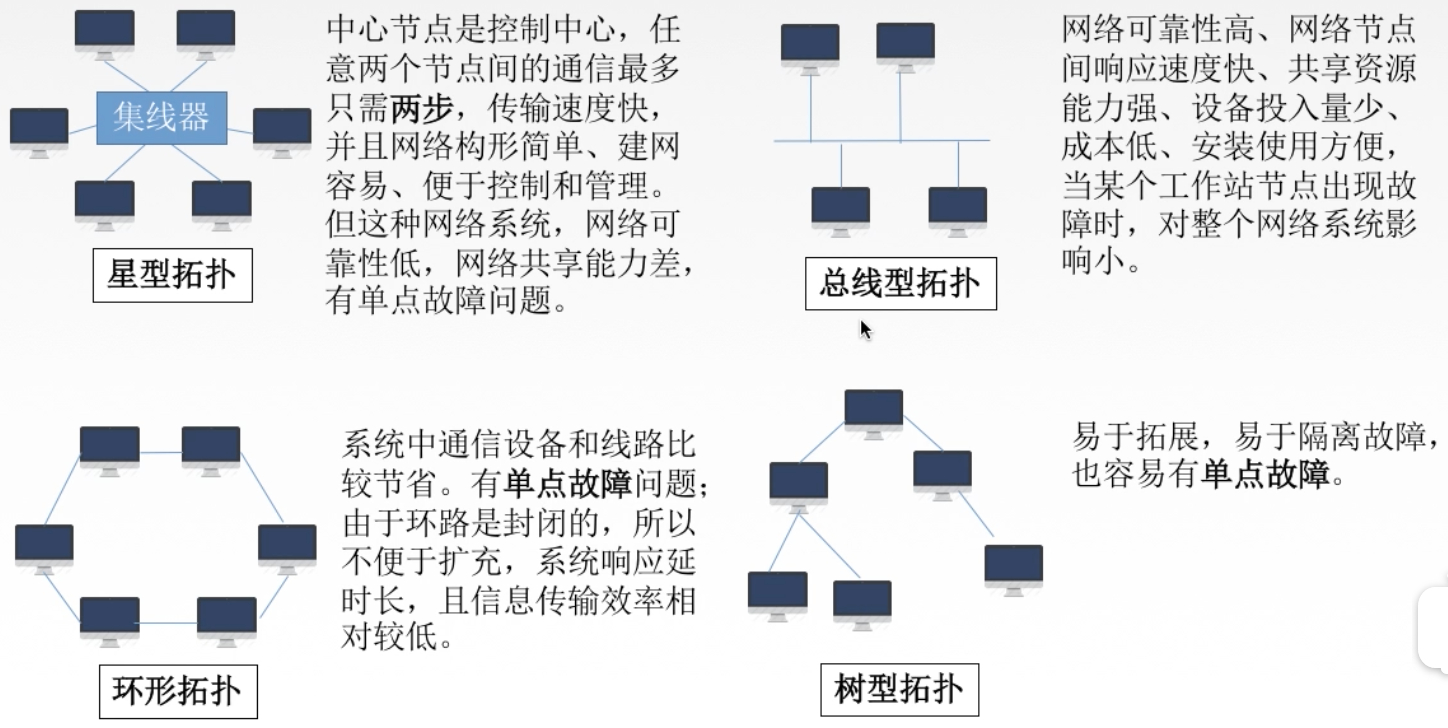 集线器
星型拓扑
中心节点是控制中心，任
意两个节点间的通信最多
只需两步，传输速度快，
并且网络构形简单、建网
容易、便于控制和管理。
但这种网络系统，网络可
靠性低，网络共享能力差，
有单点故障问题。
总线型拓扑
网络可靠性高、网络节点
间响应速度快、共享资源
能力强、设备投入量少、
成本低、安装使用方便，
当某个工作站节点出现故
障时，对整个网络系统影
响小。
环形拓扑
系统中通信设备和线路比
较节省。有单点故障问题；
由于环路是封闭的，所以
不便于扩充，系统响应延
时长，且信息传输效率相
对较低。
树型拓扑
易于拓展，易于隔离故障，
也容易有单点故障。